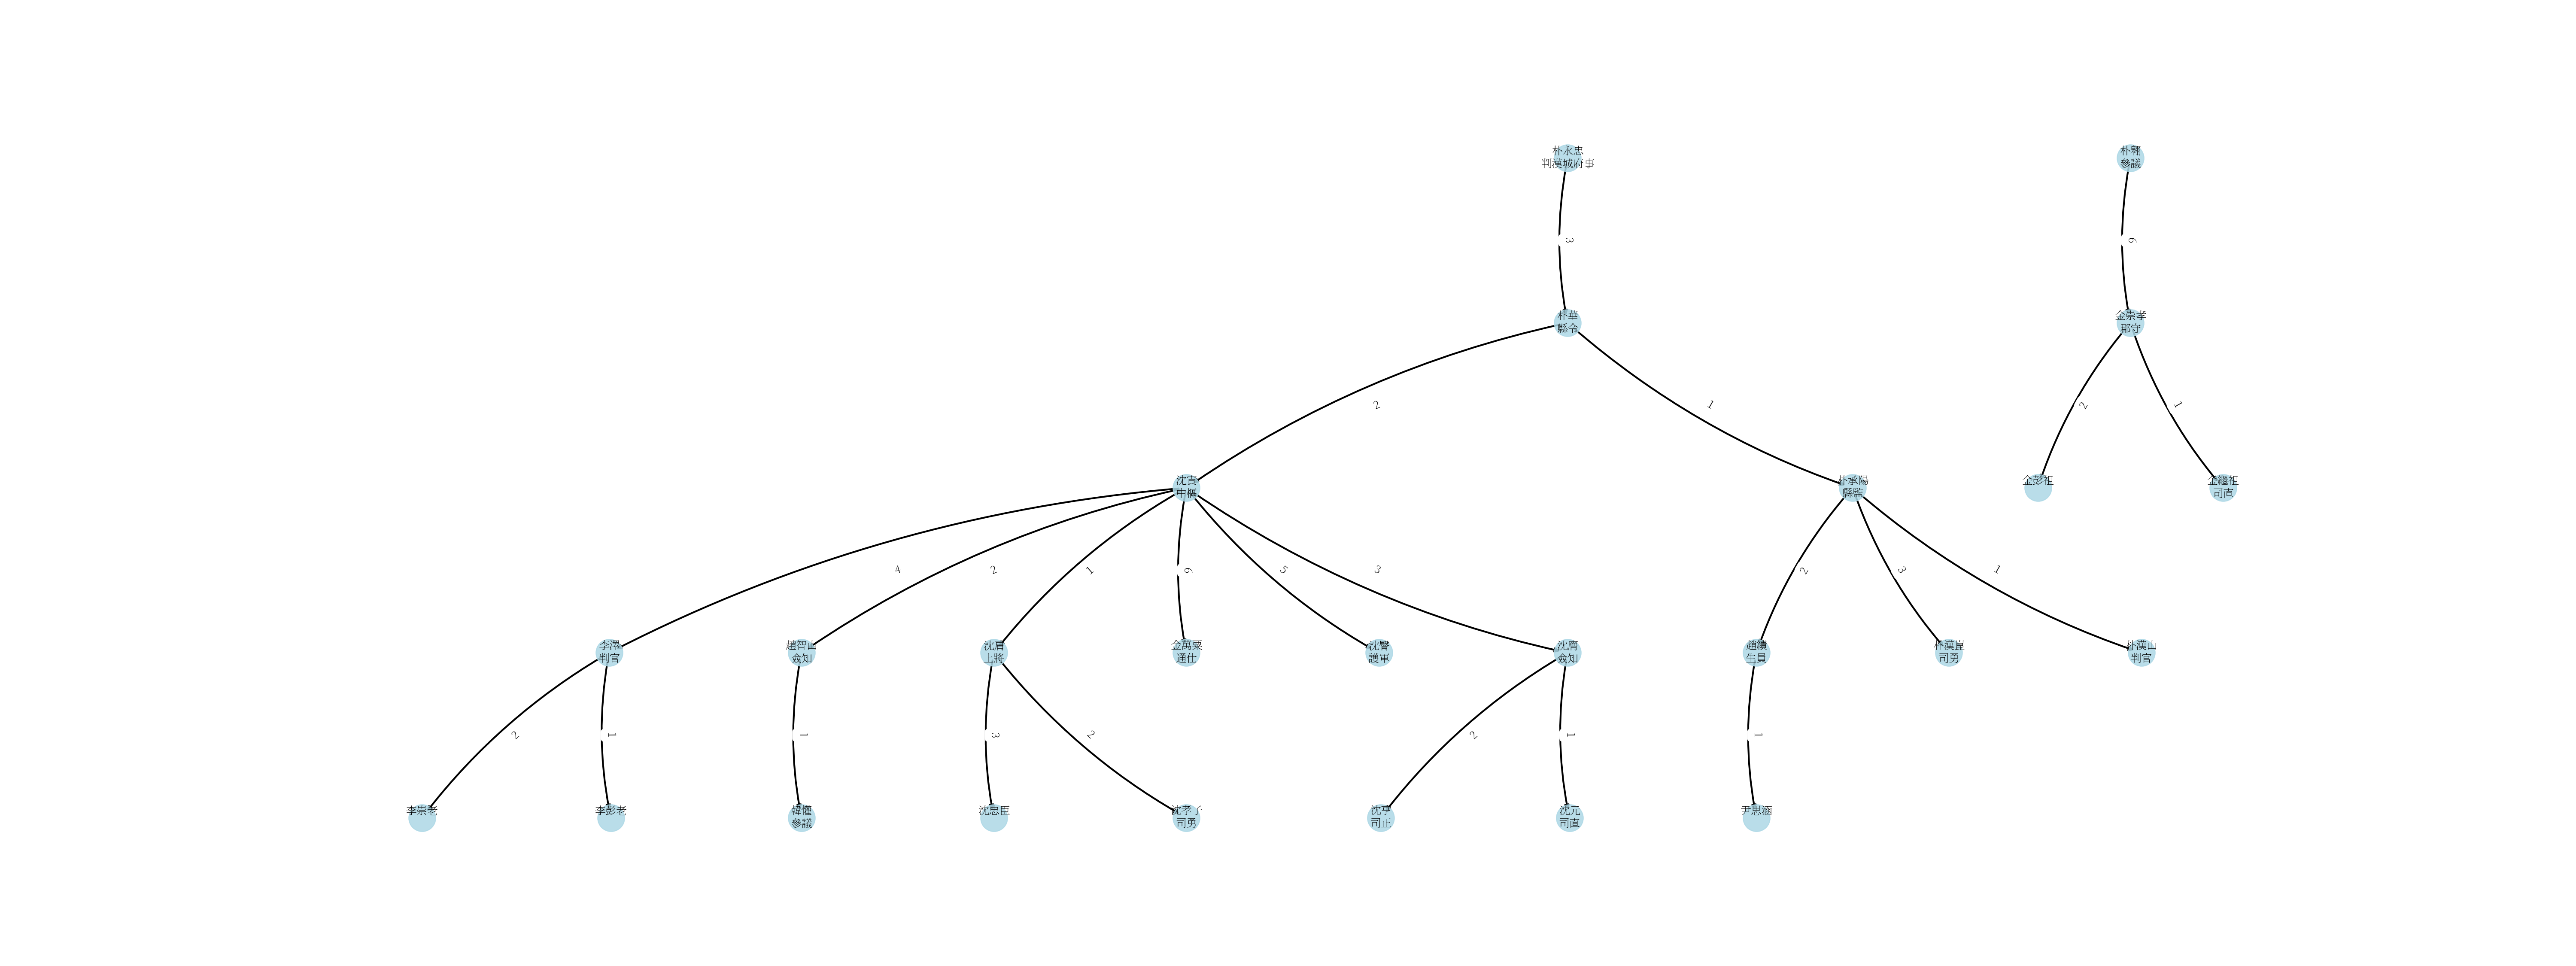 朴永忠
判漢城府事
朴翺
參議
3
6
朴華
縣令
金崇孝
郡守
2
1
2
1
沈實
中樞
朴承陽
縣監
金彭祖
金繼祖
司直
4
2
1
6
5
3
2
3
1
李澤
判官
趙智山
僉知
沈肩
上將
金萬粟
通仕
沈臀
護軍
沈膺
僉知
趙績
生員
朴漢崑
司勇
朴漢山
判官
2
1
1
3
2
2
1
1
李崇老
李彭老
韓懽
參議
沈忠臣
沈孝子
司勇
沈亨
司正
沈元
司直
尹思涵